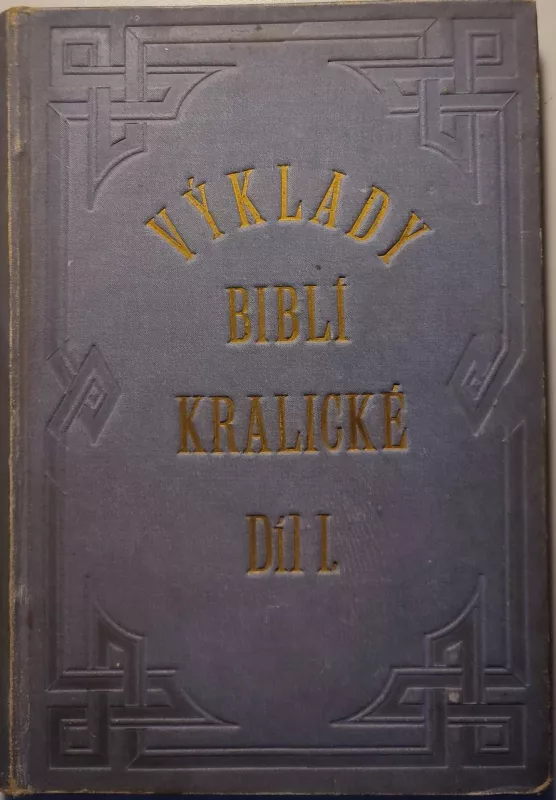 VÝKLADY
BIBLÍ
KRALICKÉ
Díl I.